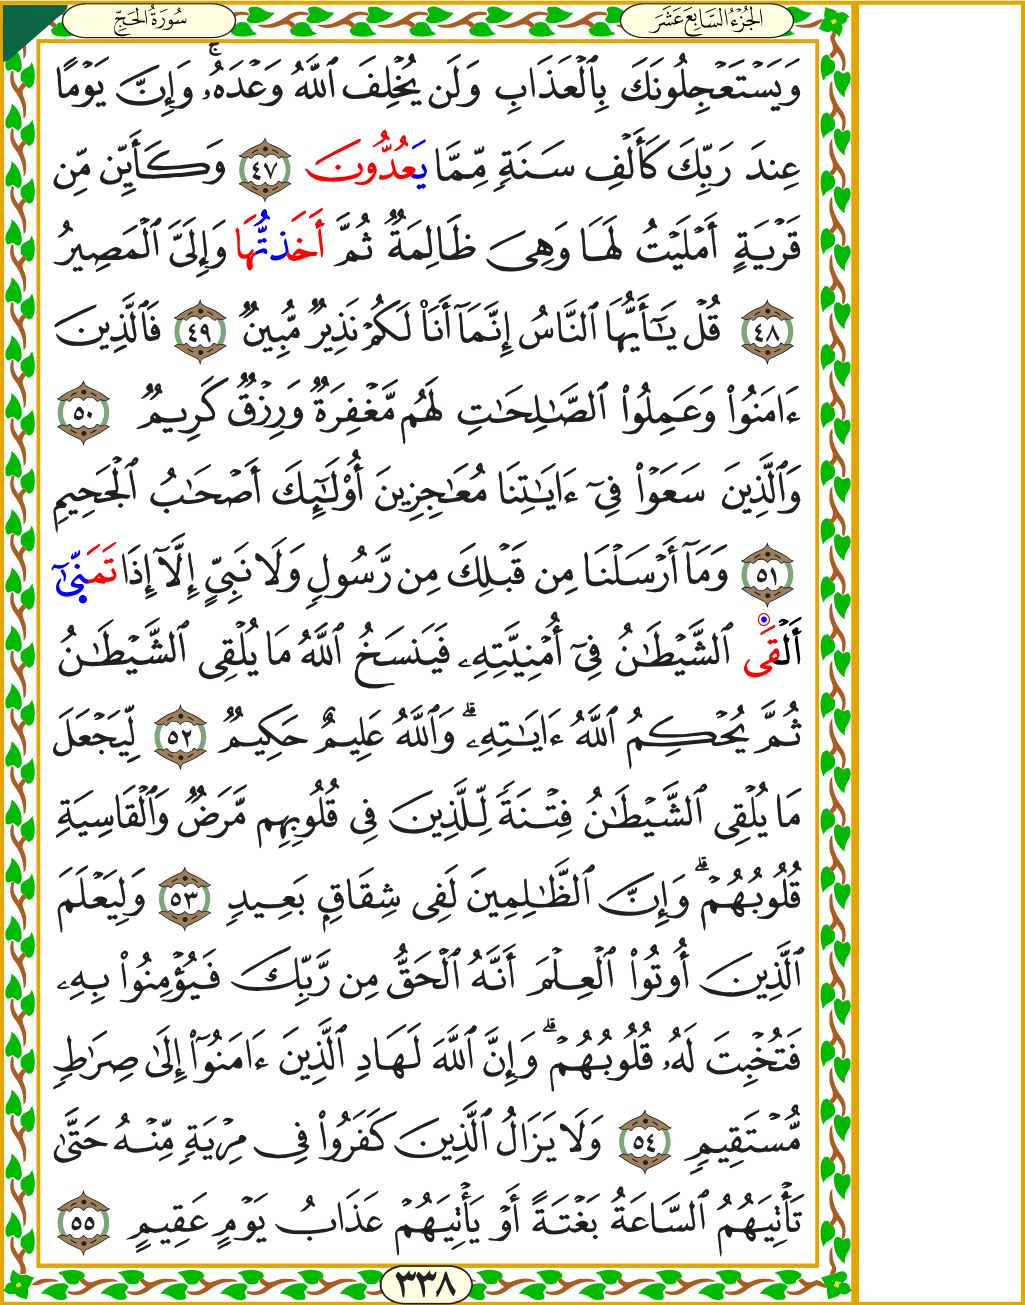 الجُزْءُ السَّابِعَ عَشَرَ
سُورَةُ الحَجِّ
وَيَسْتَعْجِلُونَكَ بِٱلْعَذَابِ وَلَن يُخْلِفَ ٱللَّهُ وَعْدَهُۥۚ وَإِنَّ يَوْمًا
عِندَ رَبِّكَ كَأَلْفِ سَنَةٍ مِّمَّا يَعُدُّونَ ٤٧ وَكَأَيِّن مِّن
قَرْيَةٍ أَمْلَيْتُ لَهَا وَهِىَ ظَالِمَةٌ ثُمَّ أَخَذتُّهَا وَإِلَىَّ ٱلْمَصِيرُ
٤٨ قُلْ يَٰٓأَيُّهَا ٱلنَّاسُ إِنَّمَآ أَنَا۠ لَكُمْ نَذِيرٌ مُّبِينٌ ٤٩ فَٱلَّذِينَ
ءَامَنُوا۟ وَعَمِلُوا۟ ٱلصَّٰلِحَٰتِ لَهُم مَّغْفِرَةٌ وَرِزْقٌ كَرِيمٌ ٥٠
وَٱلَّذِينَ سَعَوْا۟ فِىٓ ءَايَٰتِنَا مُعَٰجِزِينَ أُو۟لَٰٓئِكَ أَصْحَٰبُ ٱلْجَحِيمِ
٥١ وَمَآ أَرْسَلْنَا مِن قَبْلِكَ مِن رَّسُولٍ وَلَا نَبِىٍّ إِلَّآ إِذَا تَمَنَّىٰٓ
أَلْقَى ٱلشَّيْطَٰنُ فِىٓ أُمْنِيَّتِهِۦ فَيَنسَخُ ٱللَّهُ مَا يُلْقِى ٱلشَّيْطَٰنُ
ثُمَّ يُحْكِمُ ٱللَّهُ ءَايَٰتِهِۦۗ وَٱللَّهُ عَلِيمٌ حَكِيمٌ ٥٢ لِّيَجْعَلَ
مَا يُلْقِى ٱلشَّيْطَٰنُ فِتْنَةً لِّلَّذِينَ فِى قُلُوبِهِم مَّرَضٌ وَٱلْقَاسِيَةِ
قُلُوبُهُمْۗ وَإِنَّ ٱلظَّٰلِمِينَ لَفِى شِقَاقٍۭ بَعِيدٍ ٥٣ وَلِيَعْلَمَ
ٱلَّذِينَ أُوتُوا۟ ٱلْعِلْمَ أَنَّهُ ٱلْحَقُّ مِن رَّبِّكَ فَيُؤْمِنُوا۟ بِهِۦ
فَتُخْبِتَ لَهُۥ قُلُوبُهُمْۗ وَإِنَّ ٱللَّهَ لَهَادِ ٱلَّذِينَ ءَامَنُوٓا۟ إِلَىٰ صِرَٰطٍ
مُّسْتَقِيمٍ ٥٤ وَلَا يَزَالُ ٱلَّذِينَ كَفَرُوا۟ فِى مِرْيَةٍ مِّنْهُ حَتَّىٰ
تَأْتِيَهُمُ ٱلسَّاعَةُ بَغْتَةً أَوْ يَأْتِيَهُمْ عَذَابُ يَوْمٍ عَقِيمٍ ٥٥
٣٣٨